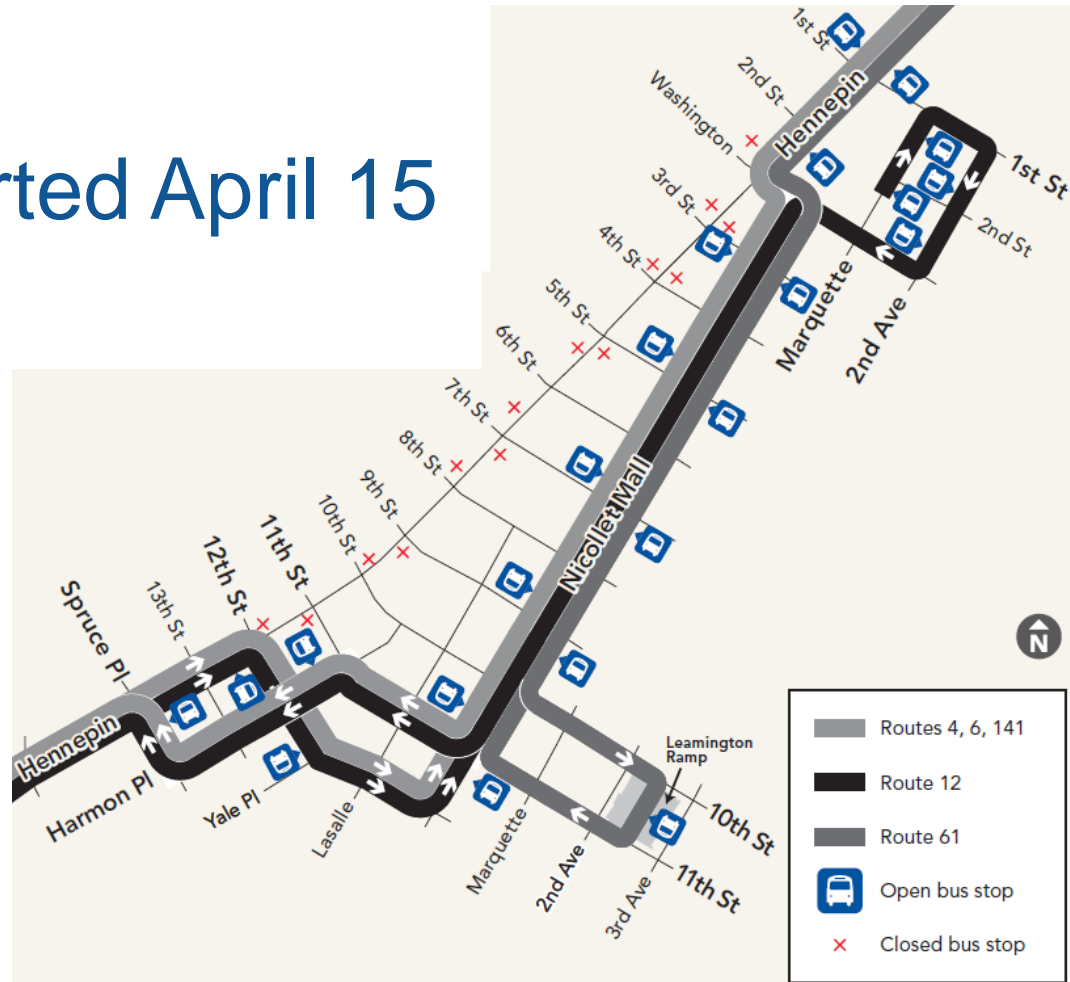 rted April 15
1st St
2nd St
Washington
3rd St
4th St
5th St
6th St
7th St
8th St
9th St
10th St
11th St
12th St
13th St
Spruce Pl
Hennepin
1st St
2nd St
Marquette
2nd Ave
Nicollet Mall
Hennepin
Harmon Pl
Yale Pl
Lasalle
Marquette
2nd Ave
3rd Ave
Leamington
Ramp
10th St
11th St
N
Routes 4, 6, 141
Route 12
Route 61
Open bus stop
Closed bus stop